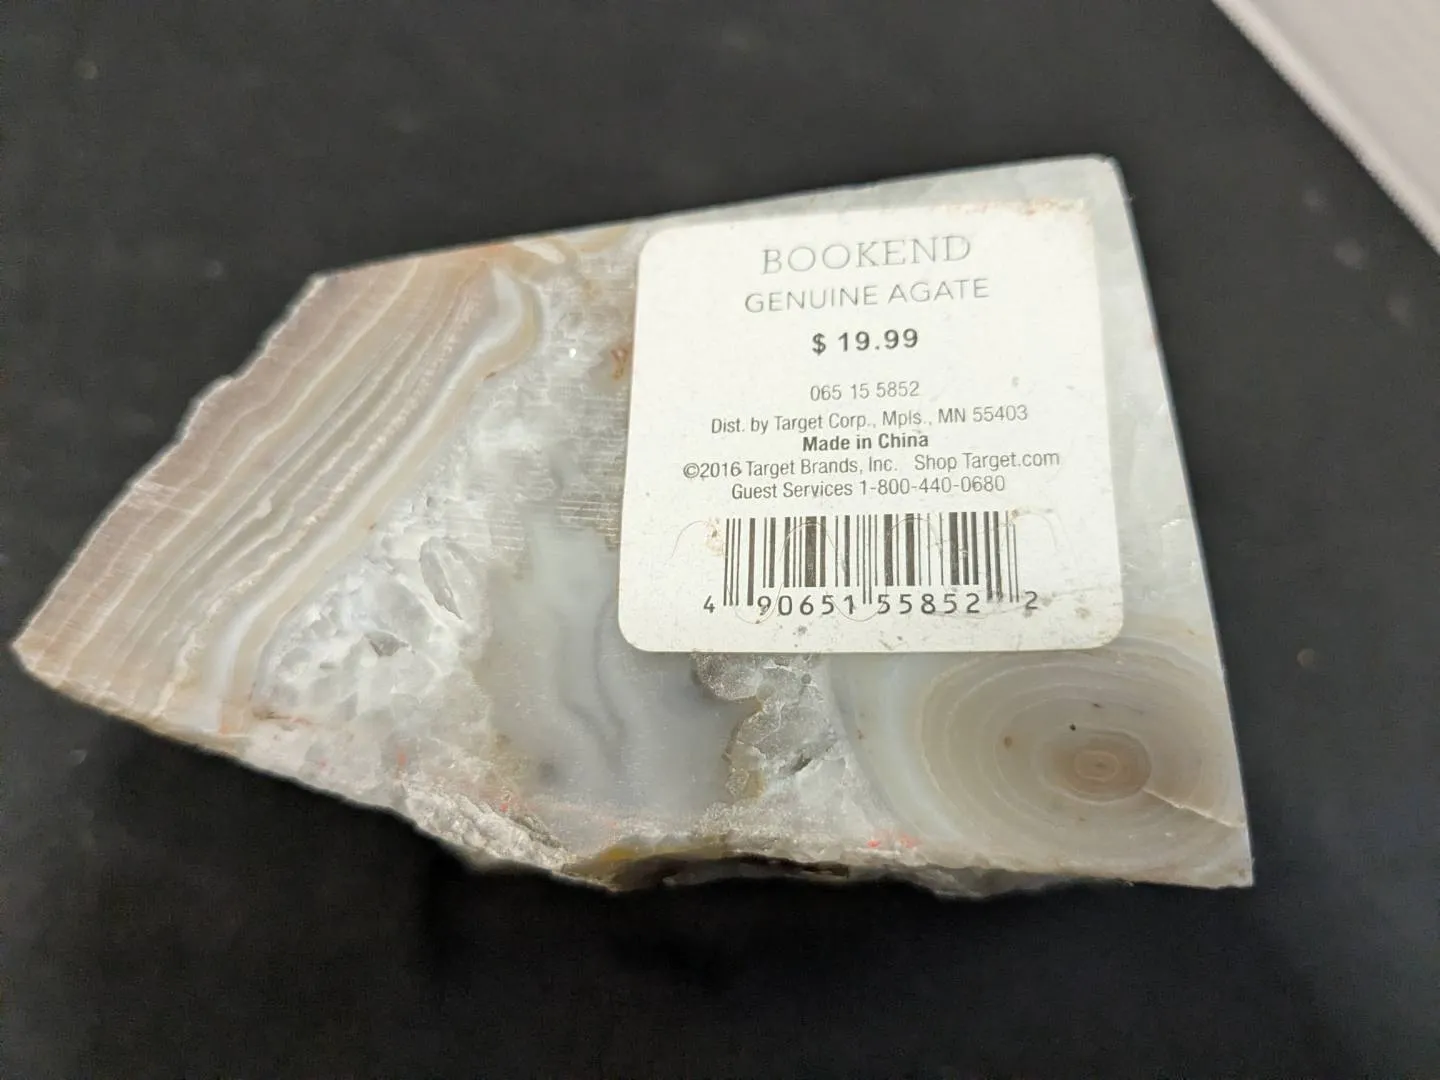 BOOKEND
GENUINE AGATE
$ 19.99
065 15 5852
Dist. by Target Corp., Mpls., MN 55403
Made in China
©2016 Target Brands, Inc. Shop Target.com
Guest Services 1-800-440-0680
4 90651 55852 2